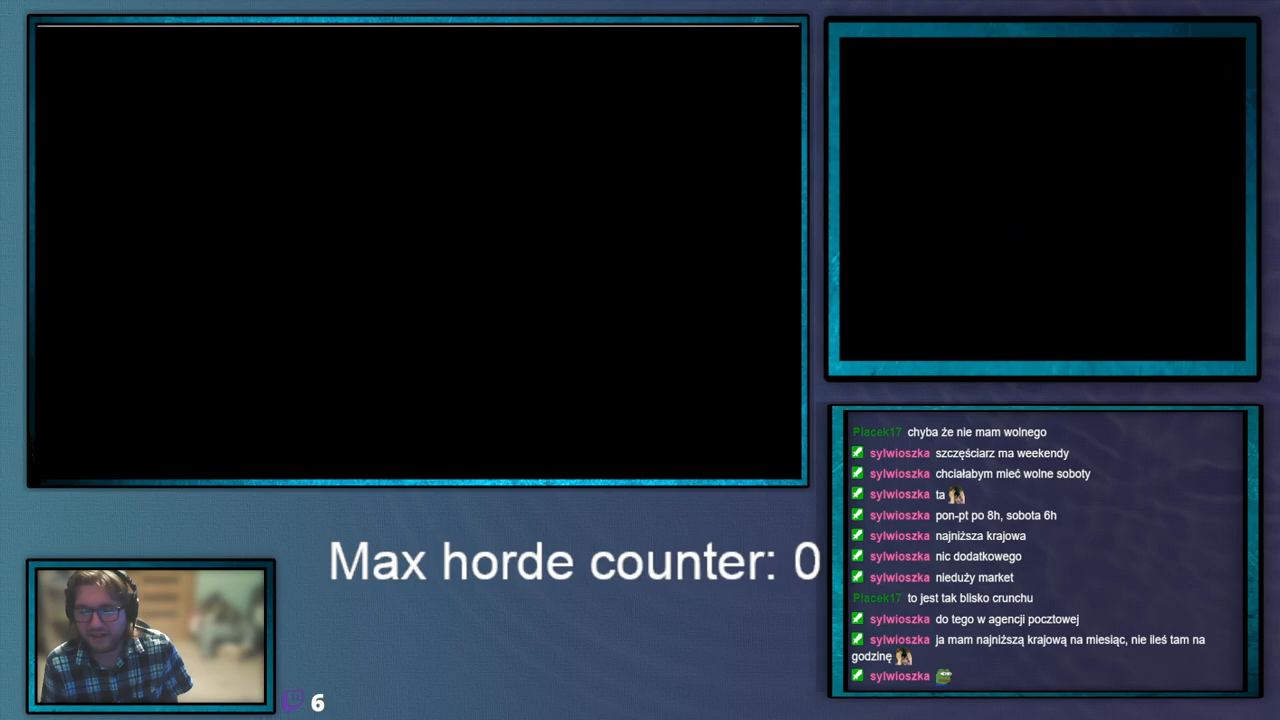 Placek17 chyba że nie mam wolnego
sylwioszka szczęściarz ma weekendy
sylwioszka chciałabym mieć wolne soboty
sylwioszka ta
sylwioszka pon-pt po 8h, sobota 6h
sylwioszka najniższa krajowa
sylwioszka nic dodatkowego
sylwioszka nieduży market
Placek17 to jest tak blisko crunchu
sylwioszka do tego w agencji pocztowej
sylwioszka ja mam najniższą krajową na miesiąc, nie ileś tam na
godzinę
sylwioszka
Max horde counter: 0
6